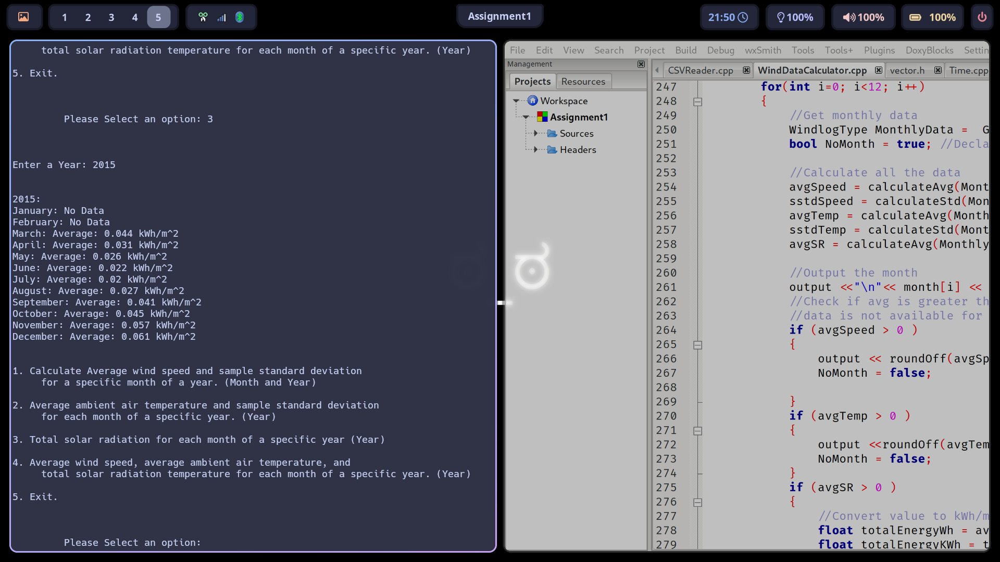 1 2 3 4 5
Assignment1
21:50 100% 100% 100%
total solar radiation temperature for each month of a specific year. (Year)
5. Exit.
Please Select an option: 3
Enter a Year: 2015
2015:
January: No Data
February: No Data
March: Average: 0.044 kWh/m^2
April: Average: 0.031 kWh/m^2
May: Average: 0.026 kWh/m^2
June: Average: 0.022 kWh/m^2
July: Average: 0.02 kWh/m^2
August: Average: 0.027 kWh/m^2
September: Average: 0.041 kWh/m^2
October: Average: 0.045 kWh/m^2
November: Average: 0.057 kWh/m^2
December: Average: 0.061 kWh/m^2
1. Calculate Average wind speed and sample standard deviation
for a specific month of a year. (Month and Year)
2. Average ambient air temperature and sample standard deviation
for each month of a specific year. (Year)
3. Total solar radiation for each month of a specific year (Year)
4. Average wind speed, average ambient air temperature, and
total solar radiation temperature for each month of a specific year. (Year)
5. Exit.
Please Select an option:
File Edit View Search Project Build Debug wxSmith Tools Tools+ Plugins DoxyBlocks Settin
Management
Projects Resources
Workspace
Assignment1
Sources
Headers
CSVReader.cpp WindDataCalculator.cpp vector.h Time.cpp
247 for(int i=0; i<12; i++)
248 {
249 //Get monthly data
250 WindlogType MonthlyData = G
251 bool NoMonth = true; //Decla
252
253 //Calculate all the data
254 avgSpeed = calculateAvg(Mont
255 sstdSpeed = calculateStd(Mon
256 avgTemp = calculateAvg(Month
257 sstdTemp = calculateStd(Mont
258 avgSR = calculateAvg(Monthly
259
260 //Output the month
261 output <<"\n"<< month[i] <<
262 //Check if avg is greater th
263 //data is not available for
264 if (avgSpeed > 0 )
265 {
266 output << roundOff(avgSp
267 NoMonth = false;
268
269 }
270 if (avgTemp > 0 )
271 {
272 output <<roundOff(avgTem
273 NoMonth = false;
274 }
275 if (avgSR > 0 )
276 {
277 //Convert value to kWh/m
278 float totalEnergyWh = av
279 float totalEnergyKWh = t